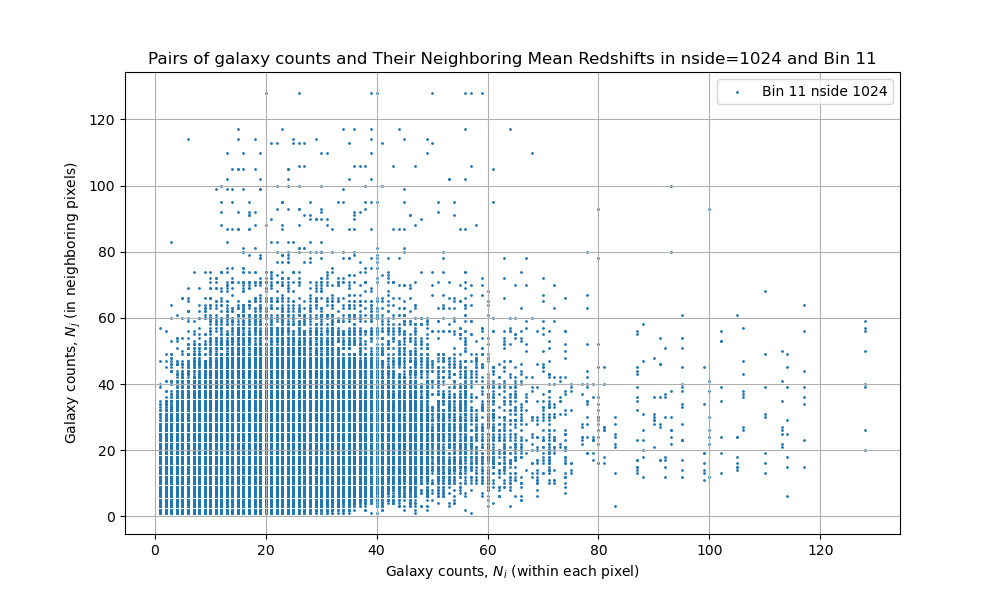 Pairs of galaxy counts and Their Neighboring Mean Redshifts in nside=1024 and Bin 11
Bin 11 nside 1024
Galaxy counts, N_j (in neighboring pixels)
120
100
80
60
40
20
0
0 20 40 60 80 100 120
Galaxy counts, N_i (within each pixel)